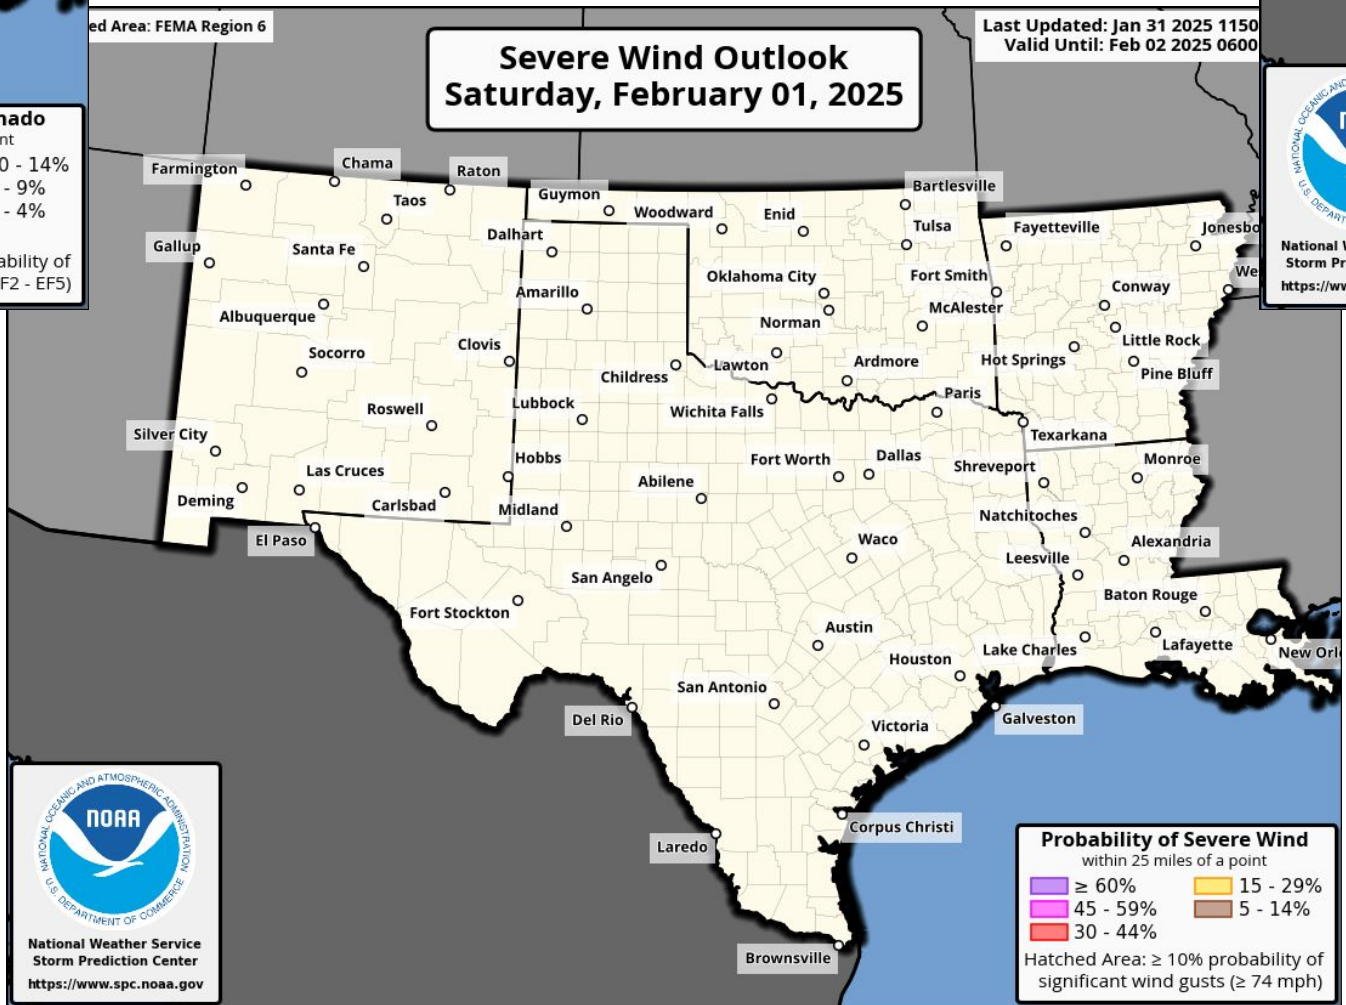 ed Area: FEMA Region 6
Severe Wind Outlook
Saturday, February 01, 2025
Last Updated: Jan 31 2025 1150
Valid Until: Feb 02 2025 0600
nado
nt
0 - 14%
- 9%
- 4%
ability of
F2 - EF5)
National W
Storm Pr
https://ww
Farmington
Chama
Raton
Taos
Guymon
Woodward
Enid
Bartlesville
Tulsa
Fayetteville
Jonesbo
Gallup
Santa Fe
Dalhart
Oklahoma City
Fort Smith
We
Conway
Amarillo
Albuquerque
Norman
McAlester
Little Rock
Socorro
Clovis
Childress
Lawton
Ardmore
Hot Springs
Pine Bluff
Roswell
Lubbock
Wichita Falls
Paris
Texarkana
Silver City
Las Cruces
Hobbs
Fort Worth
Dallas
Shreveport
Monroe
Deming
Carlsbad
Midland
Abilene
Natchitoches
El Paso
Waco
Leesville
Alexandria
San Angelo
Fort Stockton
Baton Rouge
Austin
Houston
Lake Charles
Lafayette
New Orl
San Antonio
Del Rio
Victoria
Galveston
Laredo
Corpus Christi
Brownsville
NATIONAL OCEANIC AND ATMOSPHERIC ADMINISTRATION
NOAA
U.S. DEPARTMENT OF COMMERCE
National Weather Service
Storm Prediction Center
https://www.spc.noaa.gov
Probability of Severe Wind
within 25 miles of a point
≥ 60%
45 - 59%
30 - 44%
15 - 29%
5 - 14%
Hatched Area: ≥ 10% probability of
significant wind gusts (≥ 74 mph)